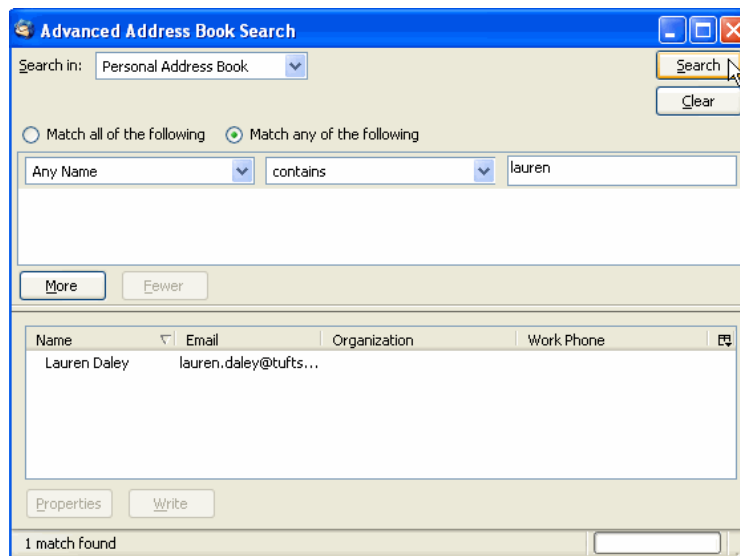 Advanced Address Book Search
Search in: Personal Address Book Search
Clear
Match all of the following Match any of the following
Any Name contains lauren
More Fewer
Name Email Organization Work Phone
Lauren Daley lauren.daley@tufts...
Properties Write
1 match found